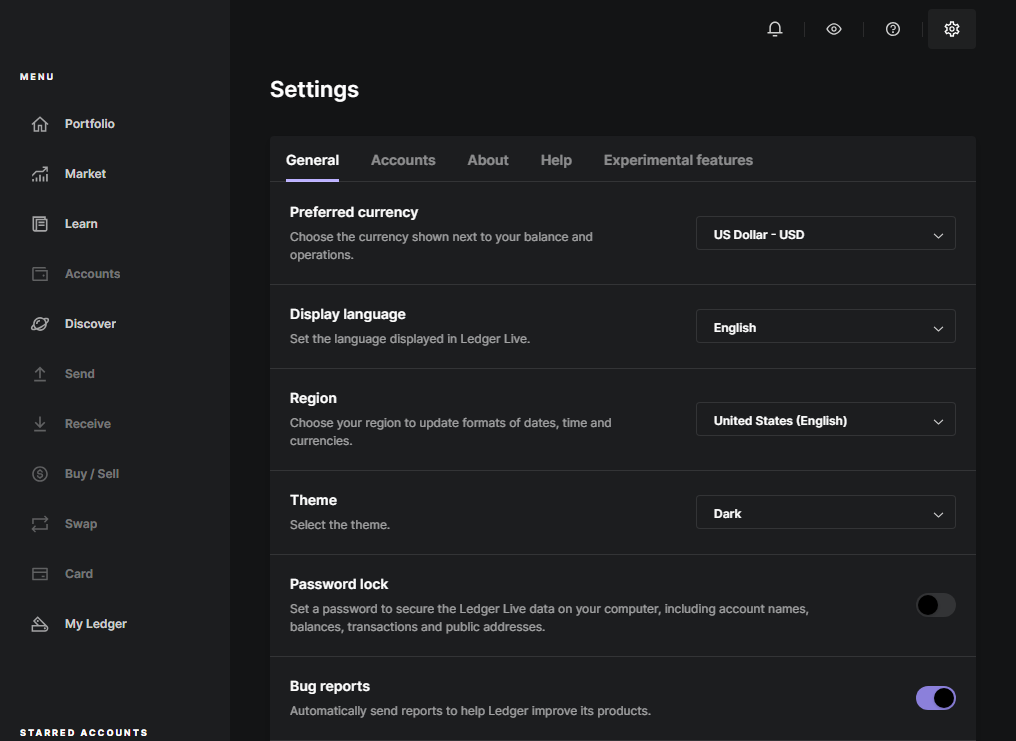 MENU
Portfolio
Market
Learn
Accounts
Discover
Send
Receive
Buy / Sell
Swap
Card
My Ledger
STARRED ACCOUNTS
Settings
General Accounts About Help Experimental features
Preferred currency
Choose the currency shown next to your balance and
operations.
US Dollar - USD
Display language
Set the language displayed in Ledger Live.
English
Region
Choose your region to update formats of dates, time and
currencies.
United States (English)
Theme
Select the theme.
Dark
Password lock
Set a password to secure the Ledger Live data on your computer, including account names,
balances, transactions and public addresses.
Bug reports
Automatically send reports to help Ledger improve its products.